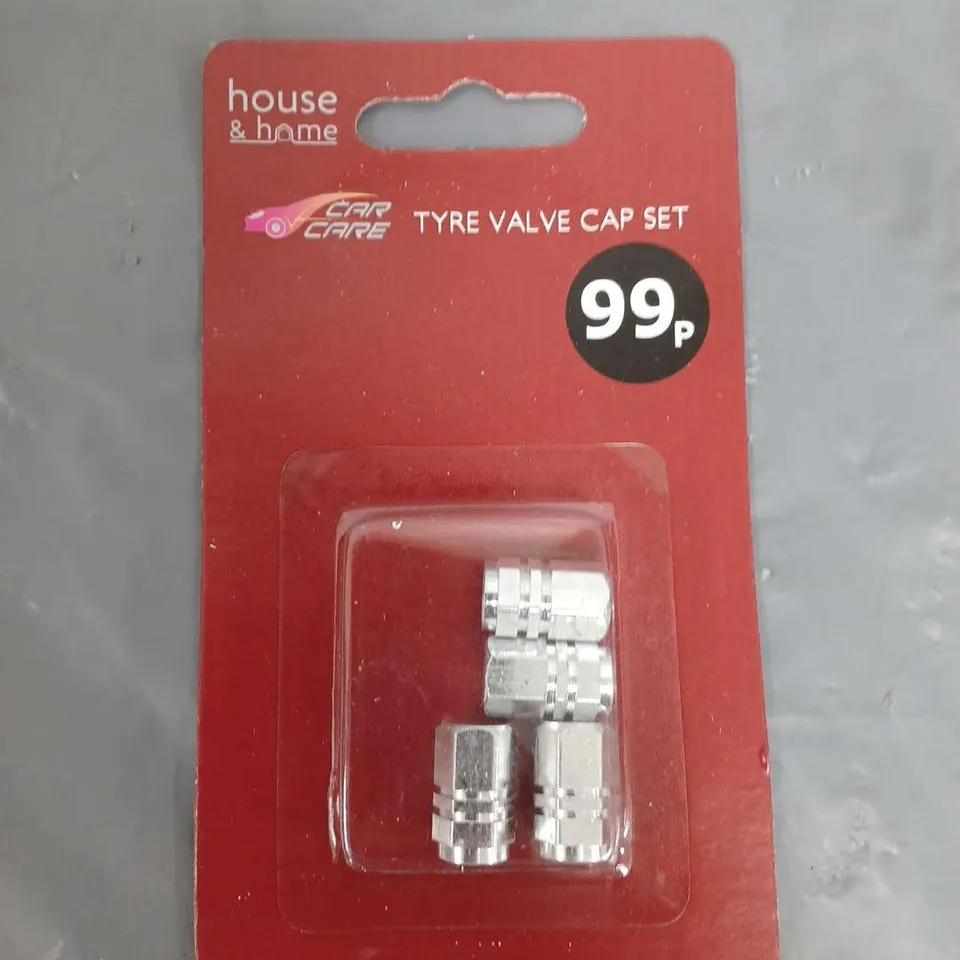 house
& home
CAR
CARE
TYRE VALVE CAP SET
99P